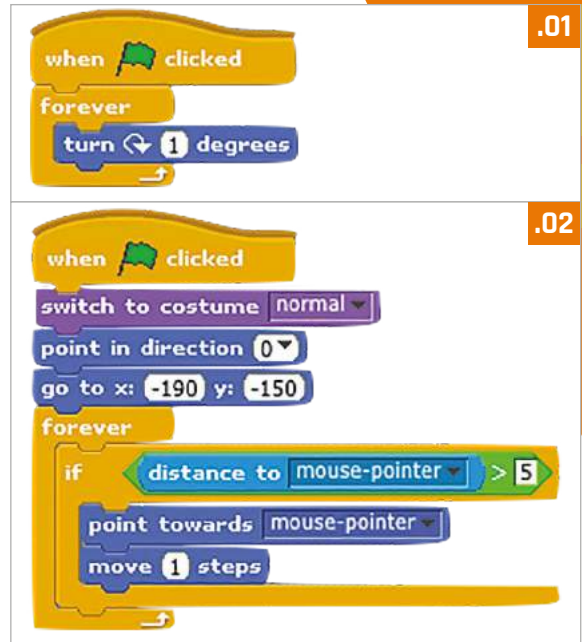 .01
when clicked
forever
turn 1 degrees
.02
when clicked
switch to costume normal
point in direction 0
go to x: -190 y: -150
forever
if distance to mouse-pointer > 5
point towards mouse-pointer
move 1 steps